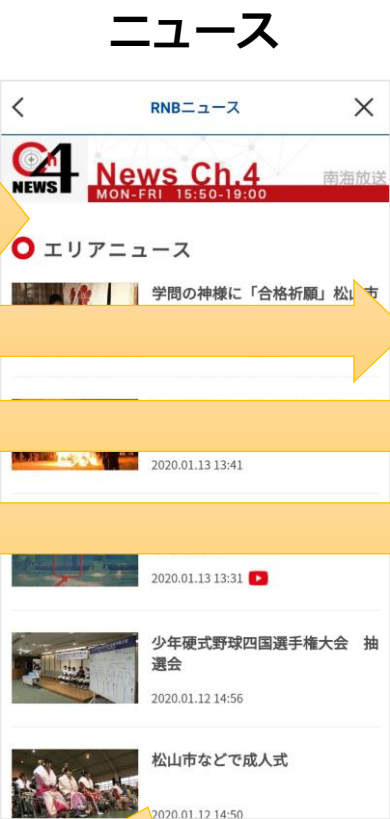 ニュース
RNBニュース
Ch4
NEWS
News Ch.4
南海放送
MON-FRI 15:50-19:00
エリアニュース
学問の神様に「合格祈願」松山市
2020.01.13 13:41
2020.01.13 13:31
少年硬式野球四国選手権大会 抽
選会
2020.01.12 14:56
松山市などで成人式
2020.01.12 14:50